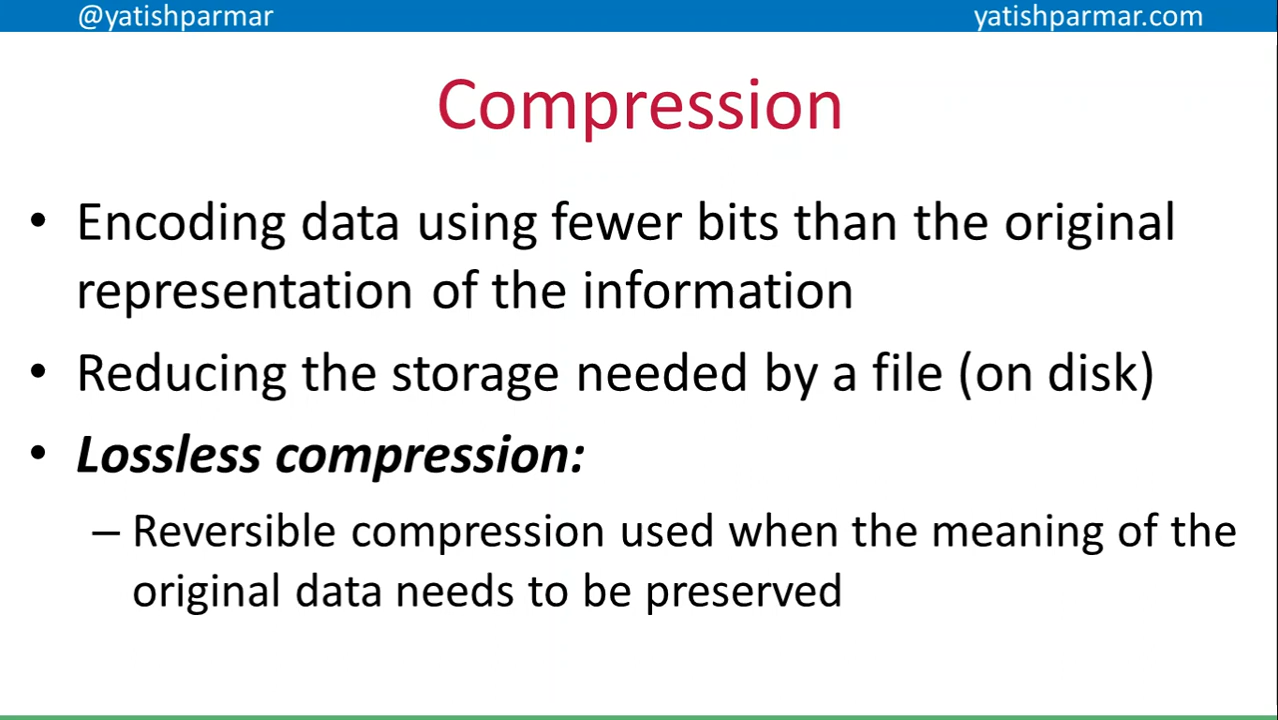 @yatishparmar yatishparmar.com
Compression
• Encoding data using fewer bits than the original
representation of the information
• Reducing the storage needed by a file (on disk)
• Lossless compression:
– Reversible compression used when the meaning of the
original data needs to be preserved